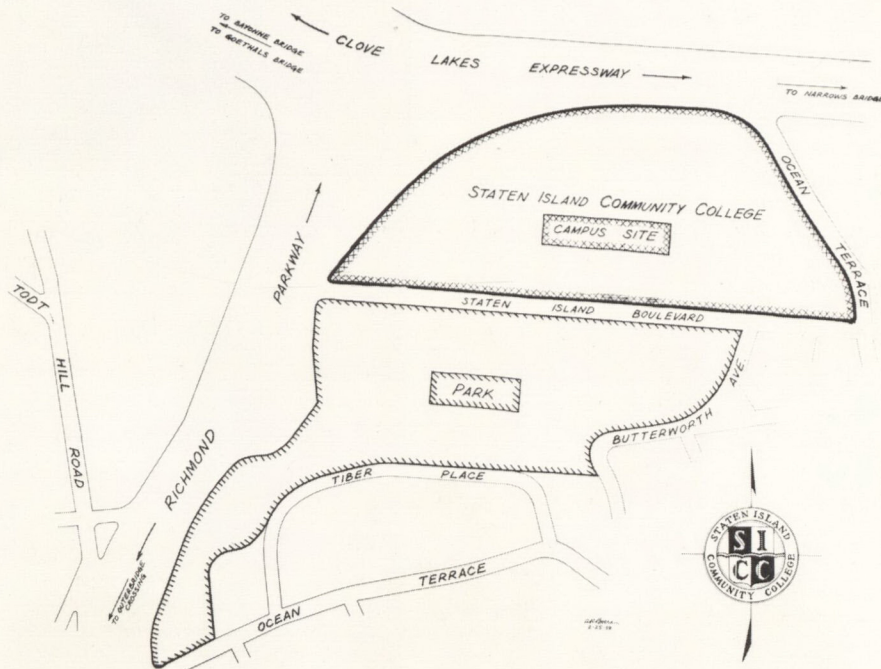 TO BAYONNE BRIDGE
TO GOETHALS BRIDGE
CLOVE LAKES EXPRESSWAY
TO NARROWS BRIDGE
OCEAN TERRACE
STATEN ISLAND COMMUNITY COLLEGE
CAMPUS SITE
PARKWAY
STATEN ISLAND BOULEVARD
TODT
HILL ROAD
PARK
BUTTERWORTH AVE.
RICHMOND
TIBER PLACE
TO OUTERBRIDGE
CROSSING
OCEAN TERRACE
STATEN ISLAND
SI
CC
COMMUNITY COLLEGE